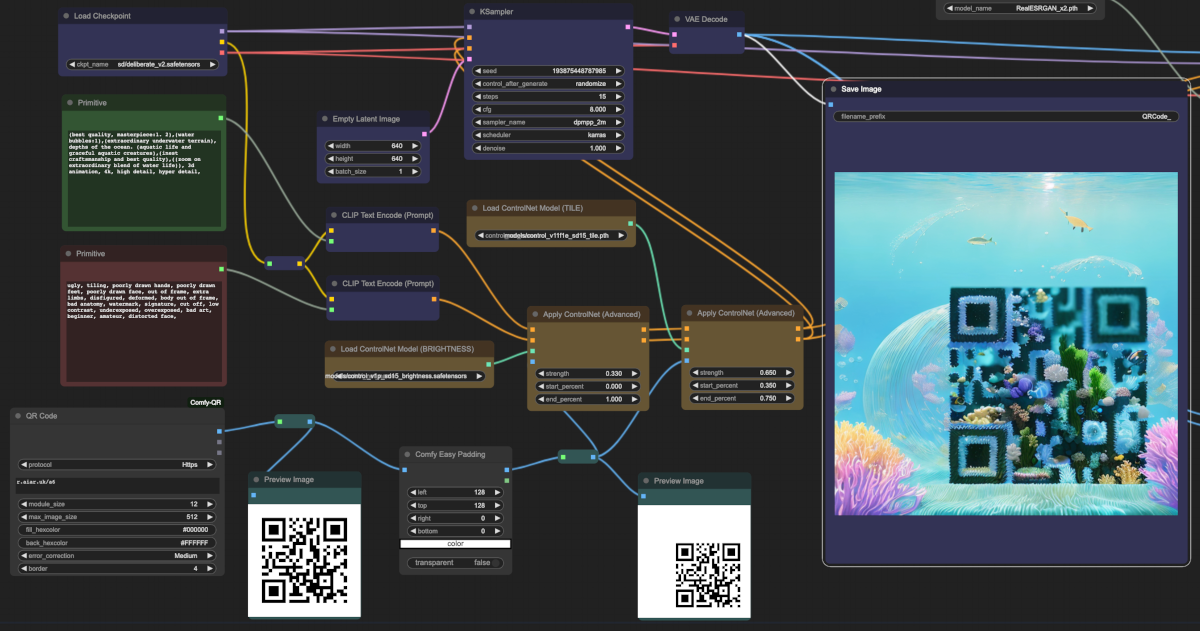 Load Checkpoint
ckpt_name sd/deliberate_v2.safetensors
Primitive
(best quality, masterpiece:1. 2),(water
bubbles:1),(extraordinary underwater terrain),
depths of the ocean. (aquatic life and
graceful aquatic creatures),(inset
craftsmanship and best quality),((zoom on
extraordinary blend of water life)), 3d
animation, 4k, high detail, hyper detail,
Primitive
ugly, tiling, poorly drawn hands, poorly drawn
feet, poorly drawn face, out of frame, extra
limbs, disfigured, deformed, body out of frame,
bad anatomy, watermark, signature, cut off, low
contrast, underexposed, overexposed, bad art,
beginner, amateur, distorted face,
Comfy-QR
QR Code
protocol Https
r.aiar.uk/e6
module_size 12
max_image_size 512
fill_hexcolor #000000
back_hexcolor #FFFFFF
error_correction Medium
border 4
Preview Image
Empty Latent Image
width 640
height 640
batch_size 1
CLIP Text Encode (Prompt)
CLIP Text Encode (Prompt)
Load ControlNet Model (BRIGHTNESS)
Comfy Easy Padding
left 128
top 128
right 0
bottom 0
color
transparent false
KSampler
seed 193875448787985
control_after_generate randomize
steps 15
cfg 8.000
sampler_name dpmpp_2m
scheduler karras
denoise 1.000
Load ControlNet Model (TILE)
models/control_v11f1e_sd15_tile.pth
Apply ControlNet (Advanced)
strength 0.330
start_percent 0.000
end_percent 1.000
Apply ControlNet (Advanced)
strength 0.650
start_percent 0.350
end_percent 0.750
Preview Image
VAE Decode
model_name RealESRGAN_x2.pth
Save Image
filename_prefix QRCode_